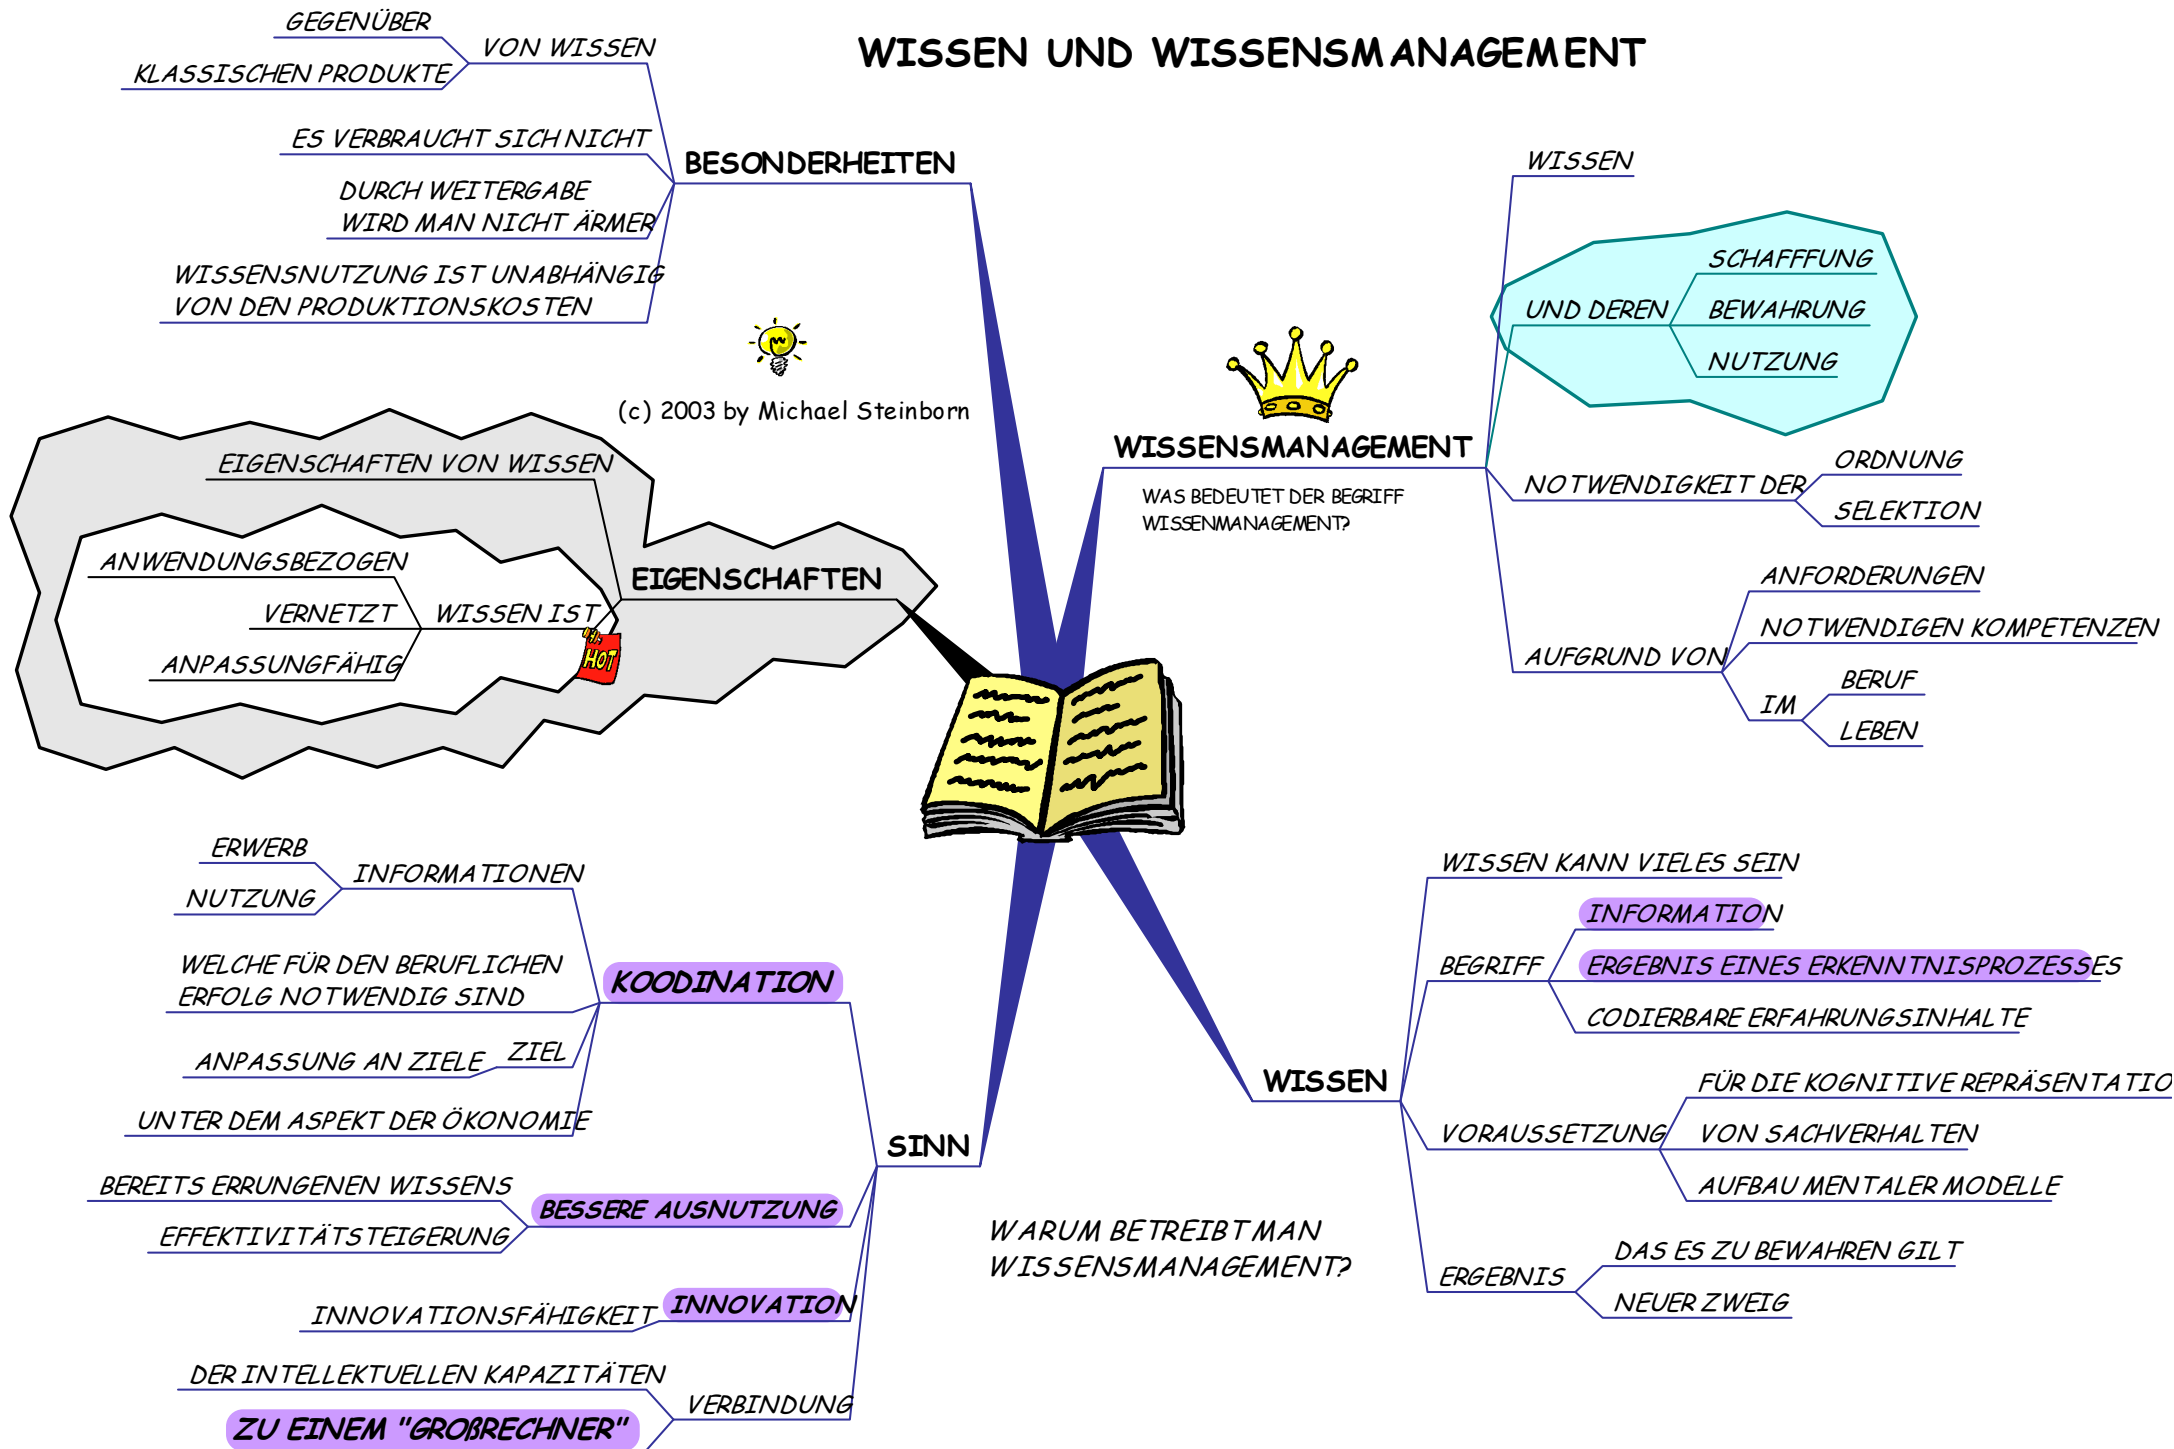 WISSEN UND WISSENSMANAGEMENT
GEGENÜBER
VON WISSEN
KLASSISCHEN PRODUKTE
ES VERBRAUCHT SICH NICHT
BESONDERHEITEN
DURCH WEITERGABE
WIRD MAN NICHT ÄRMER
WISSENSNUTZUNG IST UNABHÄNGIG
VON DEN PRODUKTIONSKOSTEN
(c) 2003 by Michael Steinborn
EIGENSCHAFTEN VON WISSEN
ANWENDUNGSBEZOGEN
EIGENSCHAFTEN
VERNETZT
WISSEN IST
HOT
ANPASSUNGFÄHIG
WISSEN
SCHAFFFUNG
UND DEREN
BEWAHRUNG
NUTZUNG
WISSENSMANAGEMENT
WAS BEDEUTET DER BEGRIFF
WISSENMANAGEMENT?
ORDNUNG
NOTWENDIGKEIT DER
SELEKTION
ANFORDERUNGEN
NOTWENDIGEN KOMPETENZEN
AUFGRUND VON
BERUF
IM
LEBEN
ERWERB
INFORMATIONEN
NUTZUNG
WELCHE FÜR DEN BERUFLICHEN
ERFOLG NOTWENDIG SIND
KOODINATION
ANPASSUNG AN ZIELE
ZIEL
UNTER DEM ASPEKT DER ÖKONOMIE
SINN
BEREITS ERRUNGENEN WISSENS
BESSERE AUSNUTZUNG
EFFEKTIVITÄTSTEIGERUNG
INNOVATIONSFÄHIGKEIT
INNOVATION
DER INTELLEKTUELLEN KAPAZITÄTEN
VERBINDUNG
ZU EINEM "GROßRECHNER"
WARUM BETREIBT MAN
WISSENSMANAGEMENT?
WISSEN KANN VIELES SEIN
INFORMATION
BEGRIFF
ERGEBNIS EINES ERKENNTNISPROZESSES
CODIERBARE ERFAHRUNGSINHALTE
WISSEN
FÜR DIE KOGNITIVE REPRÄSENTATIO
VORAUSSETZUNG
VON SACHVERHALTEN
AUFBAU MENTALER MODELLE
DAS ES ZU BEWAHREN GILT
ERGEBNIS
NEUER ZWEIG